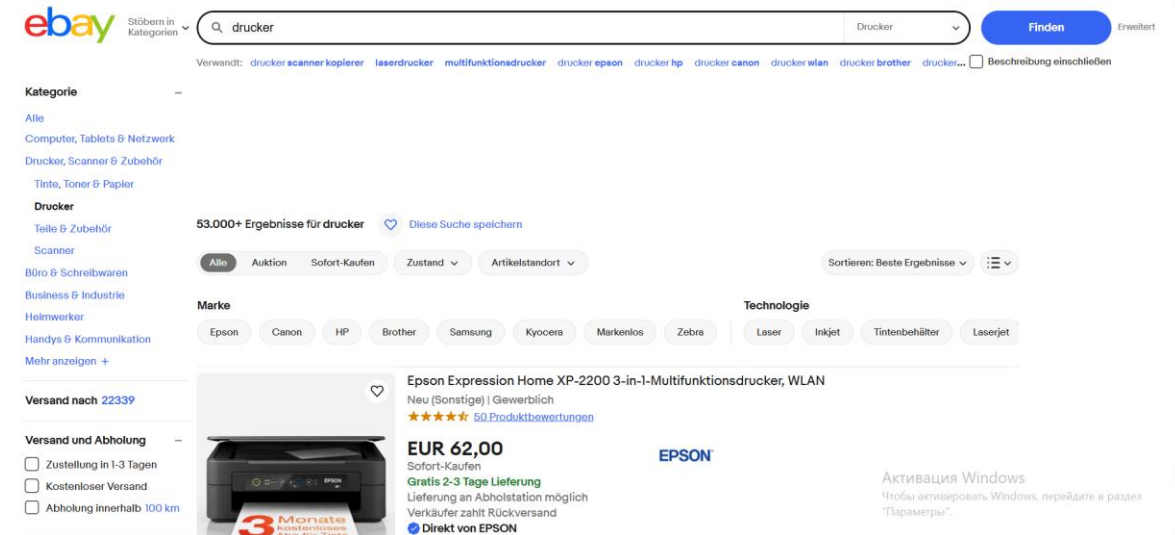 ebay
Stöbern in
Kategorien
drucker
Drucker
Finden
Erweitert
Verwandt: drucker scanner kopierer laserdrucker multifunktionsdrucker drucker epson drucker hp drucker canon drucker wlan drucker brother drucker... Beschreibung einschließen
Kategorie
Alle
Computer, Tablets & Netzwerk
Drucker, Scanner & Zubehör
Tinte, Toner & Papier
Drucker
Teile & Zubehör
Scanner
Büro & Schreibwaren
Business & Industrie
Heimwerker
Handys & Kommunikation
Mehr anzeigen +
Versand nach 22339
Versand und Abholung
Zustellung in 1-3 Tagen
Kostenloser Versand
Abholung innerhalb 100 km
53.000+ Ergebnisse für drucker Diese Suche speichern
Alle Auktion Sofort-Kaufen Zustand Artikelstandort Sortieren: Beste Ergebnisse
Marke
Epson Canon HP Brother Samsung Kyocera Markenlos Zebra
Technologie
Laser Inkjet Tintenbehälter Laserjet
Epson Expression Home XP-2200 3-in-1-Multifunktionsdrucker, WLAN
Neu (Sonstige) | Gewerblich
50 Produktbewertungen
EUR 62,00
Sofort-Kaufen
Gratis 2-3 Tage Lieferung
Lieferung an Abholstation möglich
Verkäufer zahlt Rückversand
Direkt von EPSON
EPSON
EPSON
3 Monate
kostenloses
Abo für Tinte
Активация Windows
Чтобы активировать Windows, перейдите в раздел
"Параметры".